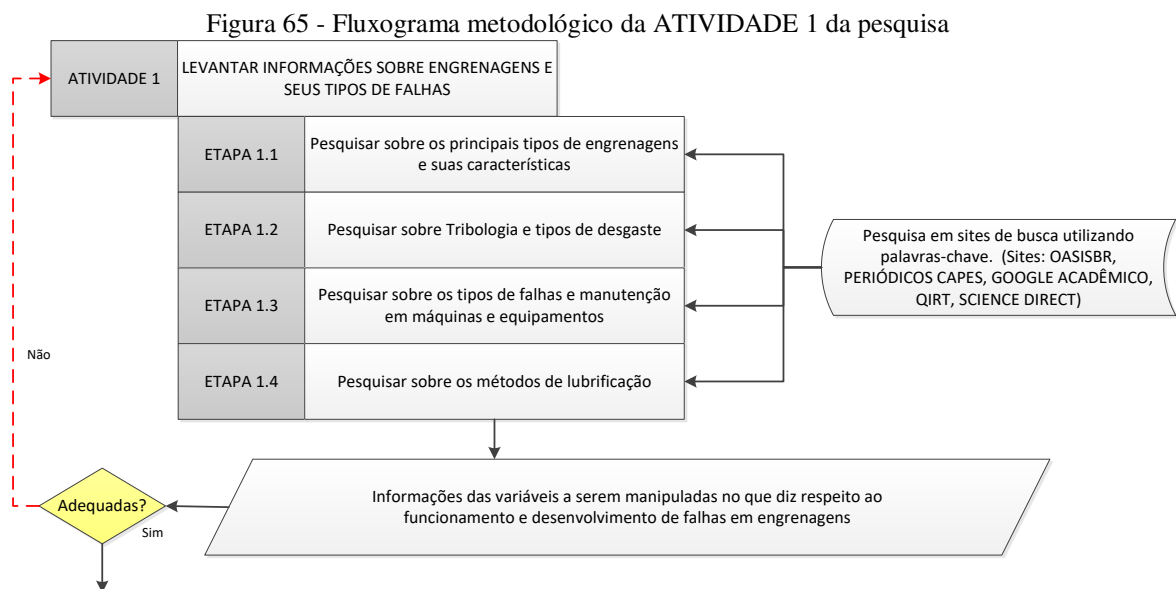 Figura 65 - Fluxograma metodológico da ATIVIDADE 1 da pesquisa
ATIVIDADE 1
LEVANTAR INFORMAÇÕES SOBRE ENGRENAGENS E
SEUS TIPOS DE FALHAS
ETAPA 1.1
Pesquisar sobre os principais tipos de engrenagens
e suas características
ETAPA 1.2
Pesquisar sobre Tribologia e tipos de desgaste
ETAPA 1.3
Pesquisar sobre os tipos de falhas e manutenção
em máquinas e equipamentos
ETAPA 1.4
Pesquisar sobre os métodos de lubrificação
Pesquisa em sites de busca utilizando
palavras-chave. (Sites: OASISBR,
PERIÓDICOS CAPES, GOOGLE ACADÊMICO,
QIRT, SCIENCE DIRECT)
Não
Informações das variáveis a serem manipuladas no que diz respeito ao
funcionamento e desenvolvimento de falhas em engrenagens
Adequadas?
Sim